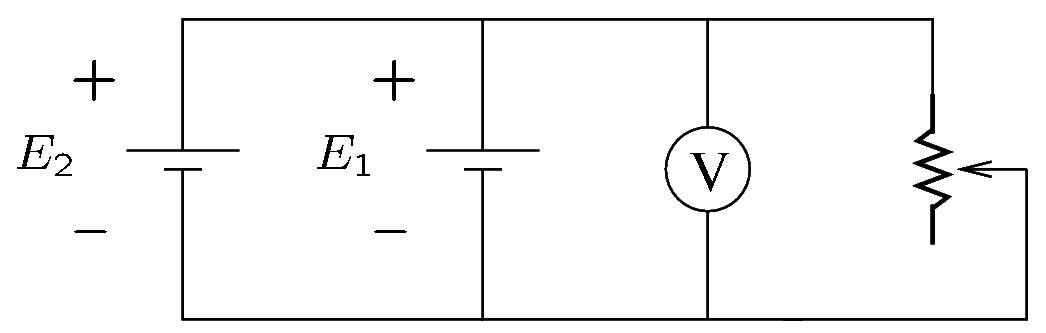 + +
E₂ E₁ V
− −